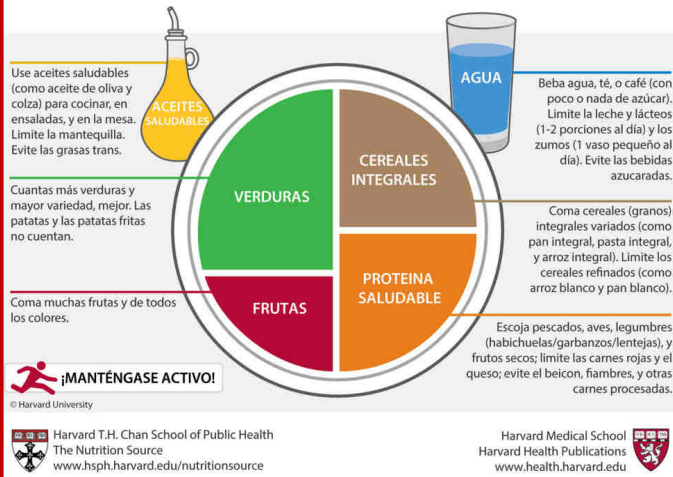 Use aceites saludables
(como aceite de oliva y
colza) para cocinar, en
ensaladas, y en la mesa.
Limite la mantequilla.
Evite las grasas trans.
ACEITES
SALUDABLES
AGUA
Beba agua, té, o café (con
poco o nada de azúcar).
Limite la leche y lácteos
(1-2 porciones al día) y los
zumos (1 vaso pequeño al
día). Evite las bebidas
azucaradas.
Cuantas más verduras y
mayor variedad, mejor. Las
patatas y las patatas fritas
no cuentan.
VERDURAS
CEREALES
INTEGRALES
Coma cereales (granos)
integrales variados (como
pan integral, pasta integral,
y arroz integral). Limite los
cereales refinados (como
arroz blanco y pan blanco).
Coma muchas frutas y de todos
los colores.
FRUTAS
PROTEINA
SALUDABLE
Escoja pescados, aves, legumbres
(habichuelas/garbanzos/lentejas), y
frutos secos; limite las carnes rojas y el
queso; evite el beicon, fiambres, y otras
carnes procesadas.
¡MANTÉNGASE ACTIVO!
© Harvard University
Harvard T.H. Chan School of Public Health
The Nutrition Source
www.hsph.harvard.edu/nutritionsource
Harvard Medical School
Harvard Health Publications
www.health.harvard.edu